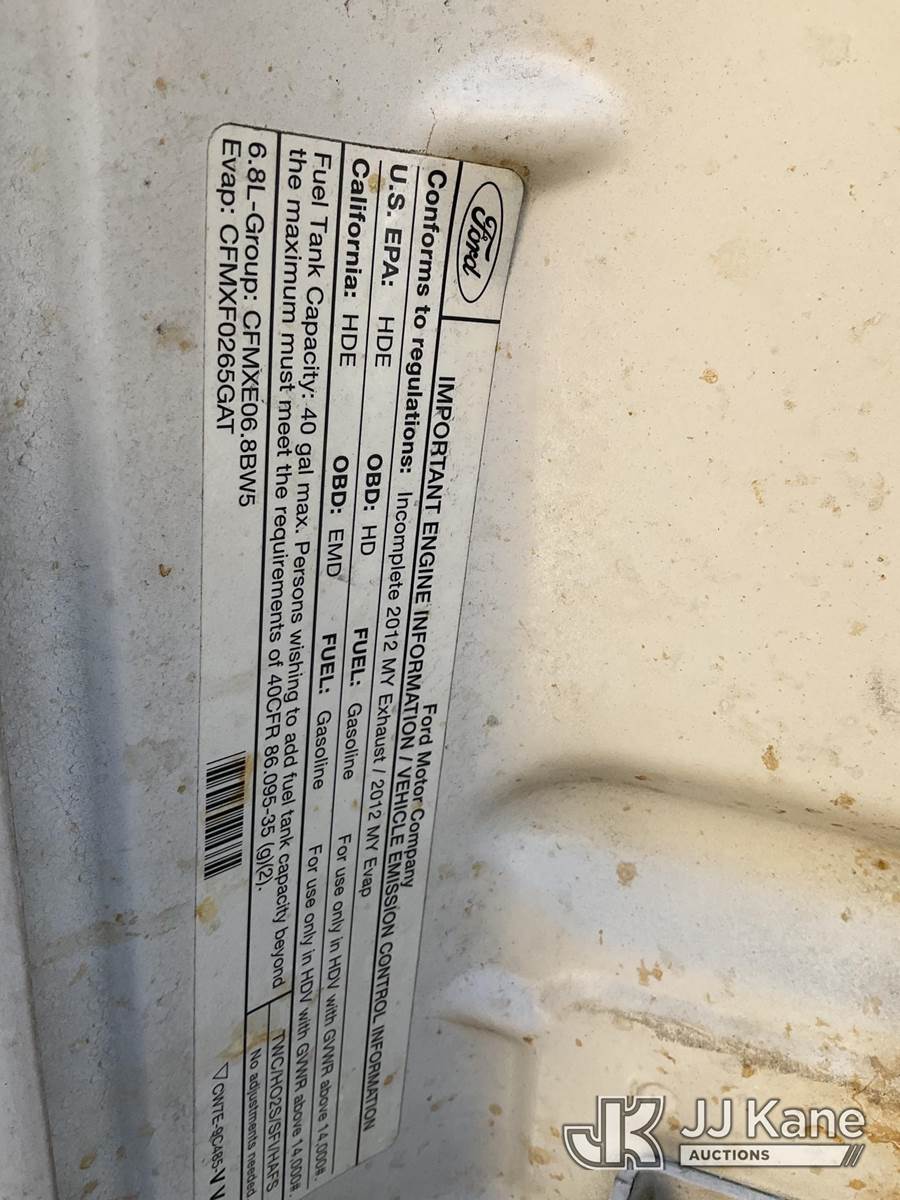 Ford
Ford Motor Company
IMPORTANT ENGINE INFORMATION / VEHICLE EMISSION CONTROL INFORMATION
Conforms to regulations: Incomplete 2012 MY Exhaust / 2012 MY Evap
U.S. EPA: HDE OBD: HD FUEL: Gasoline For use only in HDV with GVWR above 14,000#.
California: HDE OBD: EMD FUEL: Gasoline For use only in HDV with GVWR above 14,000#.
Fuel Tank Capacity: 40 gal max. Persons wishing to add fuel tank capacity beyond
the maximum must meet the requirements of 40CFR 86.095-35 (g)(2).
TWC/HO2S/SFI/HAFS
No adjustments needed
6.8L-Group: CFMXE06.8BW5
Evap: CFMXF0265GAT
CW7E-9C485-V V
JK JJ Kane
AUCTIONS